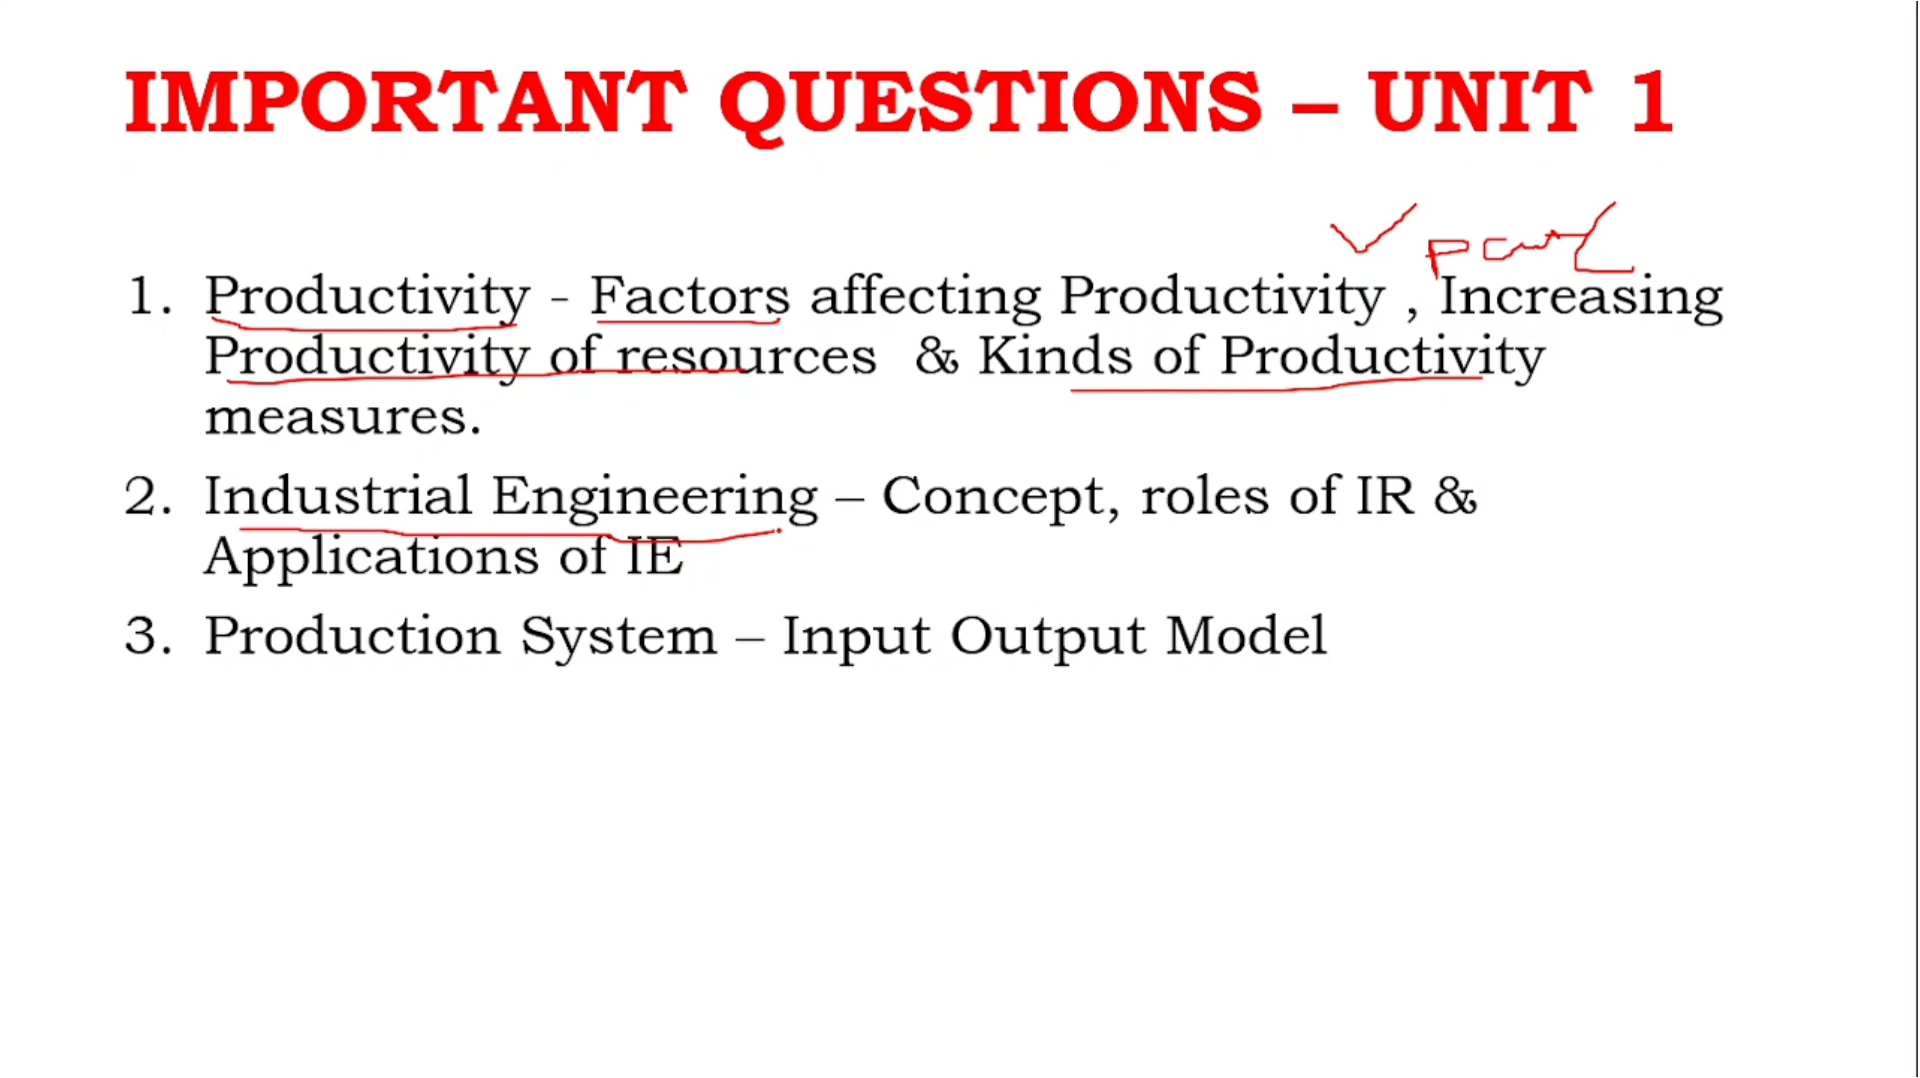 IMPORTANT QUESTIONS – UNIT 1
1. Productivity - Factors affecting Productivity , Increasing
Productivity of resources & Kinds of Productivity
measures.
2. Industrial Engineering – Concept, roles of IR &
Applications of IE
3. Production System – Input Output Model